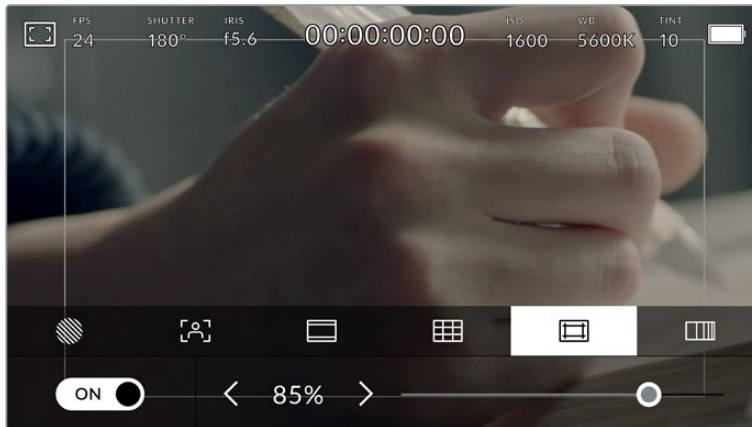 FPS SHUTTER IRIS 00:00:00:00 ISO WB TINT
24 180° f5.6 1600 5600K 10
ON 85%